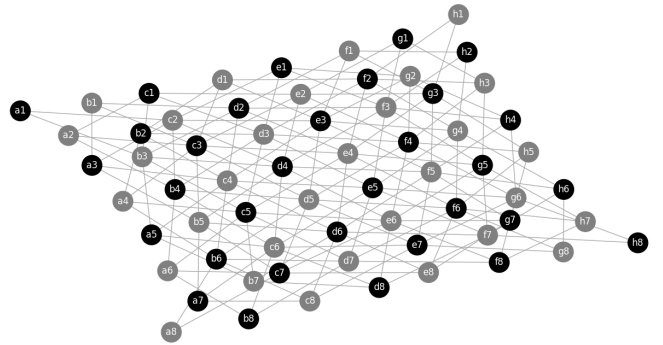 h1
g1
f1 h2
e1
d1 f2 g2 h3
c1 e2 g3
b1 d2 f3
a1 c2 e3 h4
a2 b2 d3 g4
c3 f4
b3 e4 h5
a3 d4 g5
c4 f5
b4 e5 h6
a4 d5 g6
c5 f6
b5 e6 g7 h7
a5 d6 f7
c6 e7 h8
b6 d7 f8 g8
a6 c7 e8
b7 d8
a7 c8
b8
a8